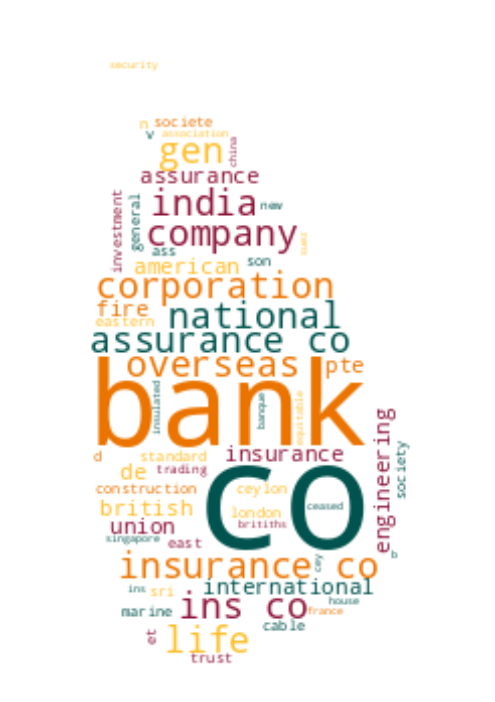 security
n societe
v association
gen
china
assurance
investment
general
india new
company
suez
ass
american son
corporation
fire
eastern national
assurance co
overseas pte
bank
insulated
banque
equitable
engineering
society
d standard insurance
de trading
co
construction ceylon
ceased
british london
union britiths
singapore east
b
insurance co
cey
ins sri international
house
marine ins co france
cable
et life
trust